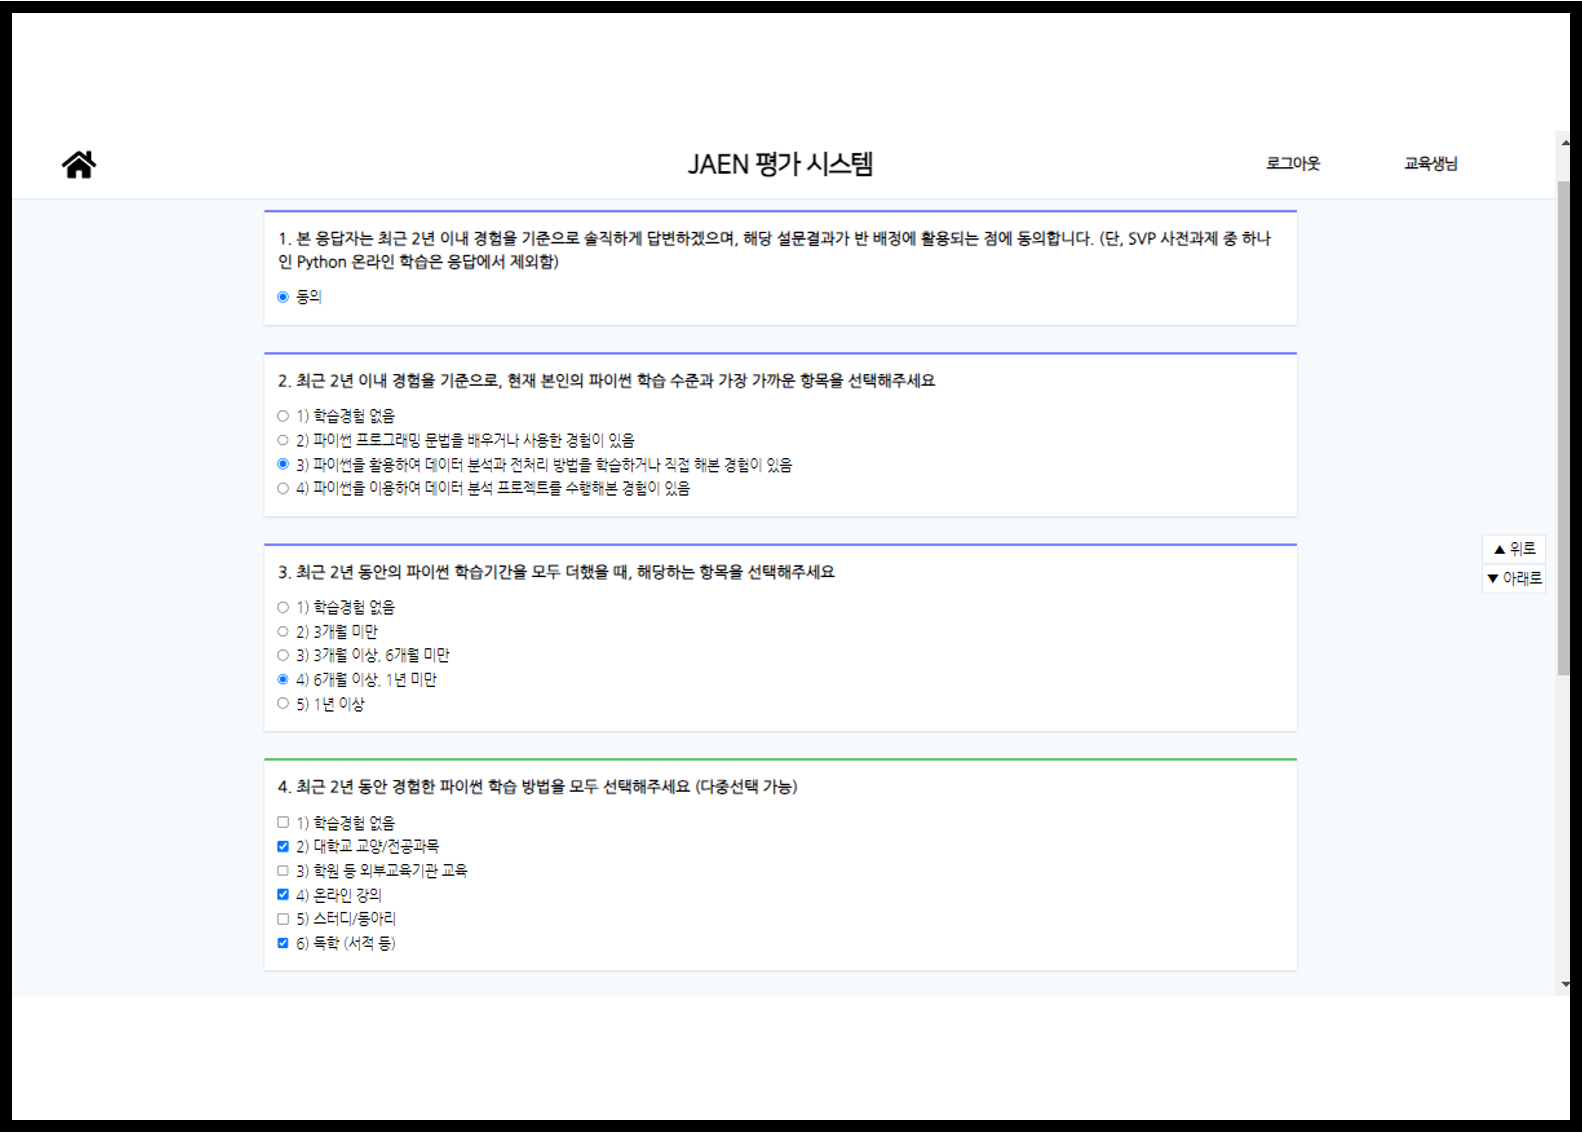 JAEN 평가 시스템
로그아웃
교육생님
1. 본 응답자는 최근 2년 이내 경험을 기준으로 솔직하게 답변하겠으며, 해당 설문결과가 반 배정에 활용되는 점에 동의합니다. (단, SVP 사전과제 중 하나
인 Python 온라인 학습은 응답에서 제외함)
동의
2. 최근 2년 이내 경험을 기준으로, 현재 본인의 파이썬 학습 수준과 가장 가까운 항목을 선택해주세요
1) 학습경험 없음
2) 파이썬 프로그래밍 문법을 배우거나 사용한 경험이 있음
3) 파이썬을 활용하여 데이터 분석과 전처리 방법을 학습하거나 직접 해본 경험이 있음
4) 파이썬을 이용하여 데이터 분석 프로젝트를 수행해본 경험이 있음
▲ 위로
▼ 아래로
3. 최근 2년 동안의 파이썬 학습기간을 모두 더했을 때, 해당하는 항목을 선택해주세요
1) 학습경험 없음
2) 3개월 미만
3) 3개월 이상, 6개월 미만
4) 6개월 이상, 1년 미만
5) 1년 이상
4. 최근 2년 동안 경험한 파이썬 학습 방법을 모두 선택해주세요 (다중선택 가능)
1) 학습경험 없음
2) 대학교 교양/전공과목
3) 학원 등 외부교육기관 교육
4) 온라인 강의
5) 스터디/동아리
6) 독학 (서적 등)